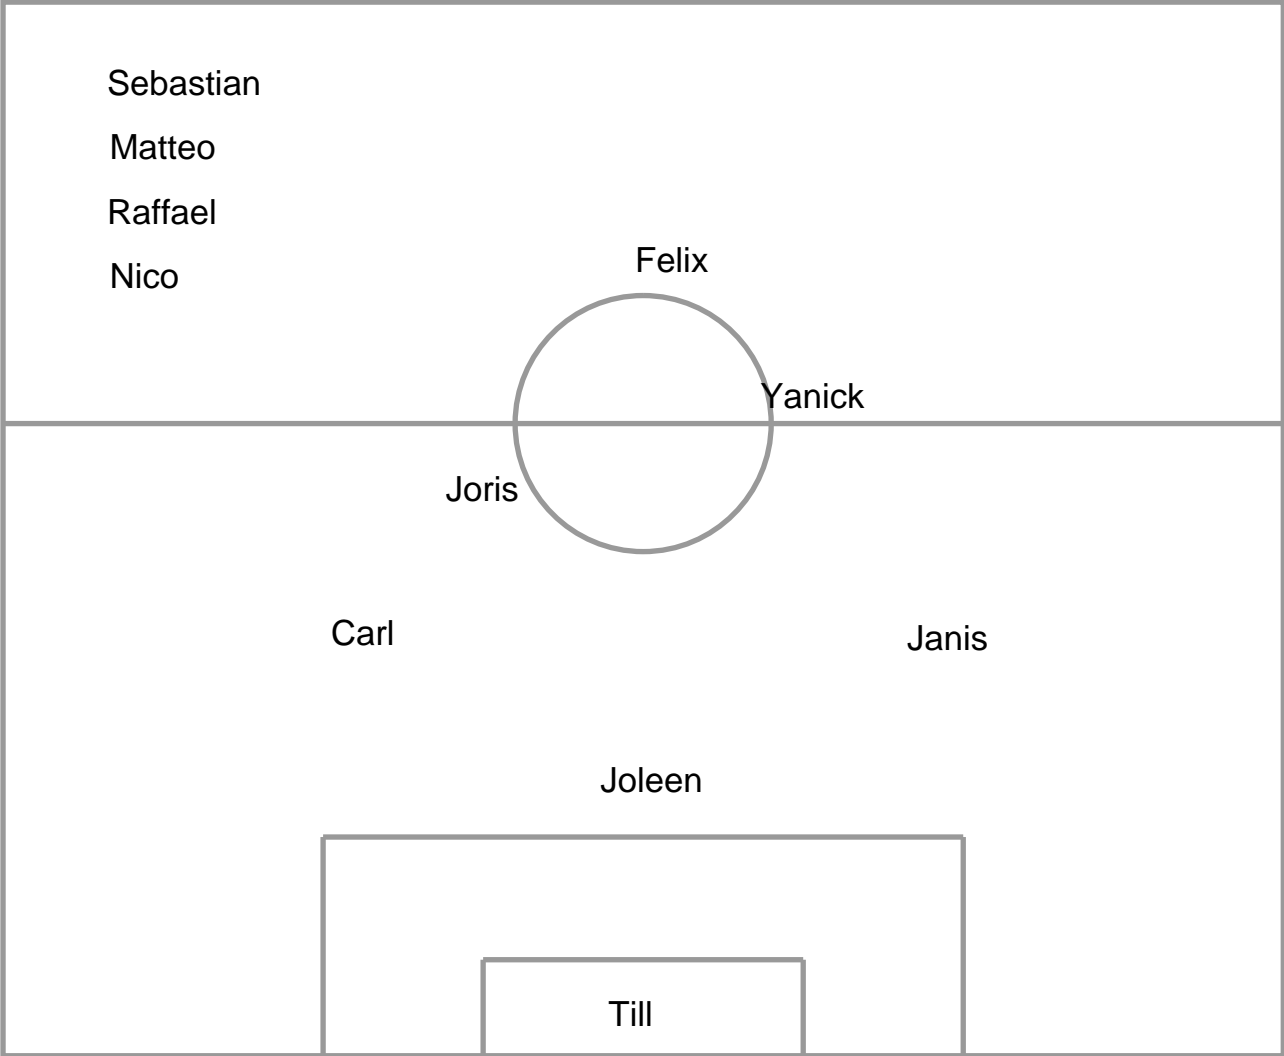 Sebastian
Matteo
Raffael
Nico
Felix
Yanick
Joris
Carl
Janis
Joleen
Till